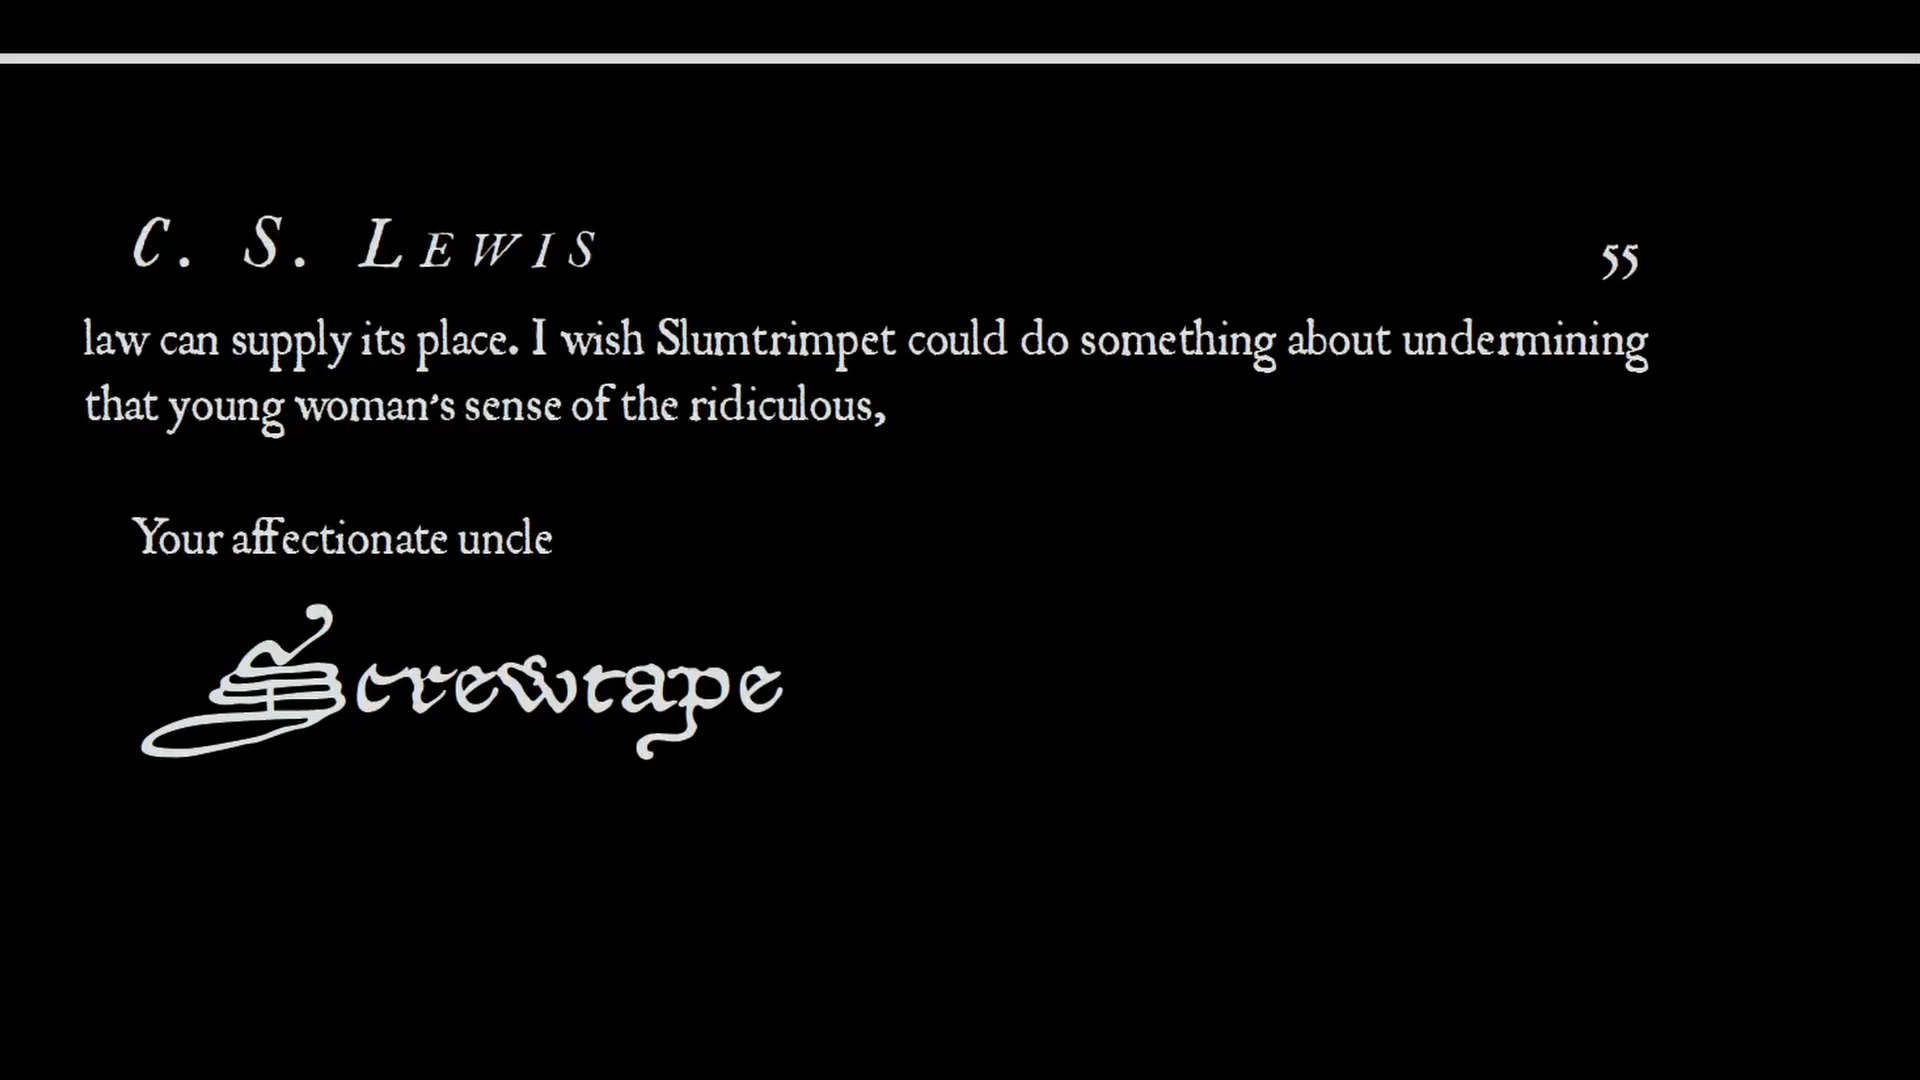 C. S. LEWIS 55
law can supply its place. I wish Slumtrimpet could do something about undermining
that young woman's sense of the ridiculous,
Your affectionate uncle
Screwtape